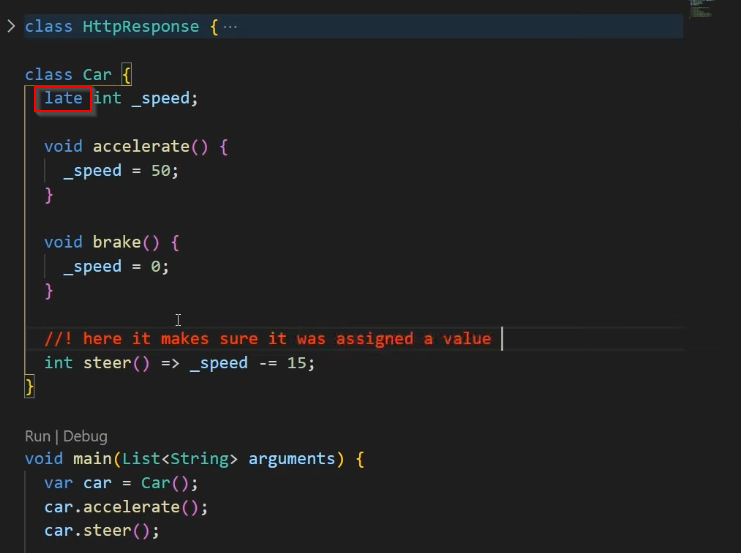 class HttpResponse { ...
class Car {
late int _speed;
void accelerate() {
_speed = 50;
}
void brake() {
_speed = 0;
}
//! here it makes sure it was assigned a value
int steer() => _speed -= 15;
}
Run | Debug
void main(List<String> arguments) {
var car = Car();
car.accelerate();
car.steer();